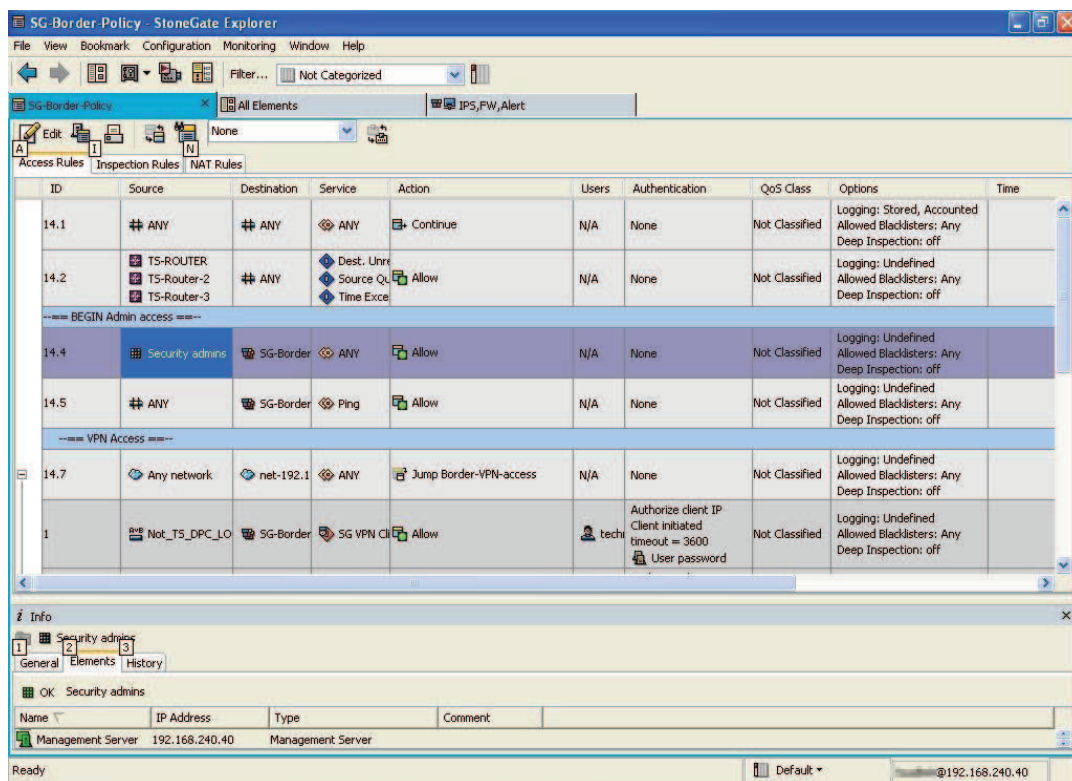 SG-Border-Policy - StoneGate Explorer
File View Bookmark Configuration Monitoring Window Help
Filter... Not Categorized
SG-Border-Policy × All Elements IPS,FW,Alert
Edit None
A I N
Access Rules Inspection Rules NAT Rules
ID Source Destination Service Action Users Authentication QoS Class Options Time
14.1 ANY ANY ANY Continue N/A None Not Classified Logging: Stored, Accounted
Allowed Blacklisters: Any
Deep Inspection: off
14.2 TS-ROUTER ANY Dest. Unre Allow N/A None Not Classified Logging: Undefined
TS-Router-2 Source Qu Allowed Blacklisters: Any
TS-Router-3 Time Exce Deep Inspection: off
--== BEGIN Admin access ==--
14.4 Security admins SG-Border ANY Allow N/A None Not Classified Logging: Undefined
Allowed Blacklisters: Any
Deep Inspection: off
14.5 ANY SG-Border Ping Allow N/A None Not Classified Logging: Undefined
Allowed Blacklisters: Any
Deep Inspection: off
--== VPN Access ==--
14.7 Any network net-192.1 ANY Jump Border-VPN-access N/A None Not Classified Logging: Undefined
Allowed Blacklisters: Any
Deep Inspection: off
1 Not_TS_DPC_LO SG-Border SG VPN Cli Allow techn Authorize client IP Not Classified Logging: Undefined
Client initiated Allowed Blacklisters: Any
timeout = 3600 Deep Inspection: off
User password
i Info
Security admins
1 2 3
General Elements History
OK Security admins
Name IP Address Type Comment
Management Server 192.168.240.40 Management Server
Ready Default @192.168.240.40